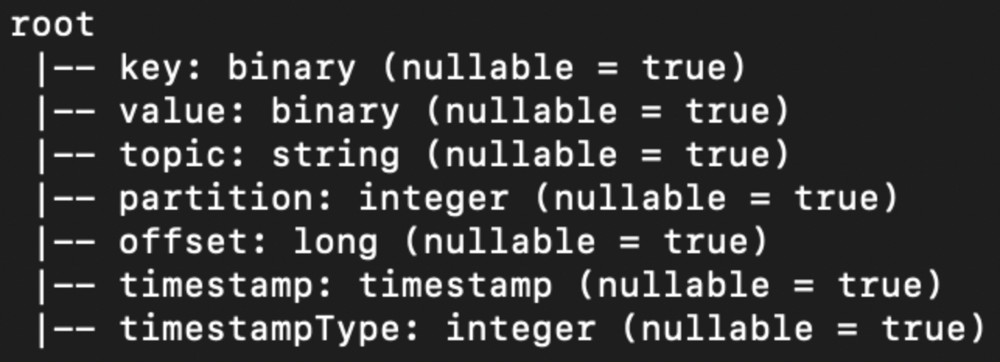 root
 |-- key: binary (nullable = true)
 |-- value: binary (nullable = true)
 |-- topic: string (nullable = true)
 |-- partition: integer (nullable = true)
 |-- offset: long (nullable = true)
 |-- timestamp: timestamp (nullable = true)
 |-- timestampType: integer (nullable = true)